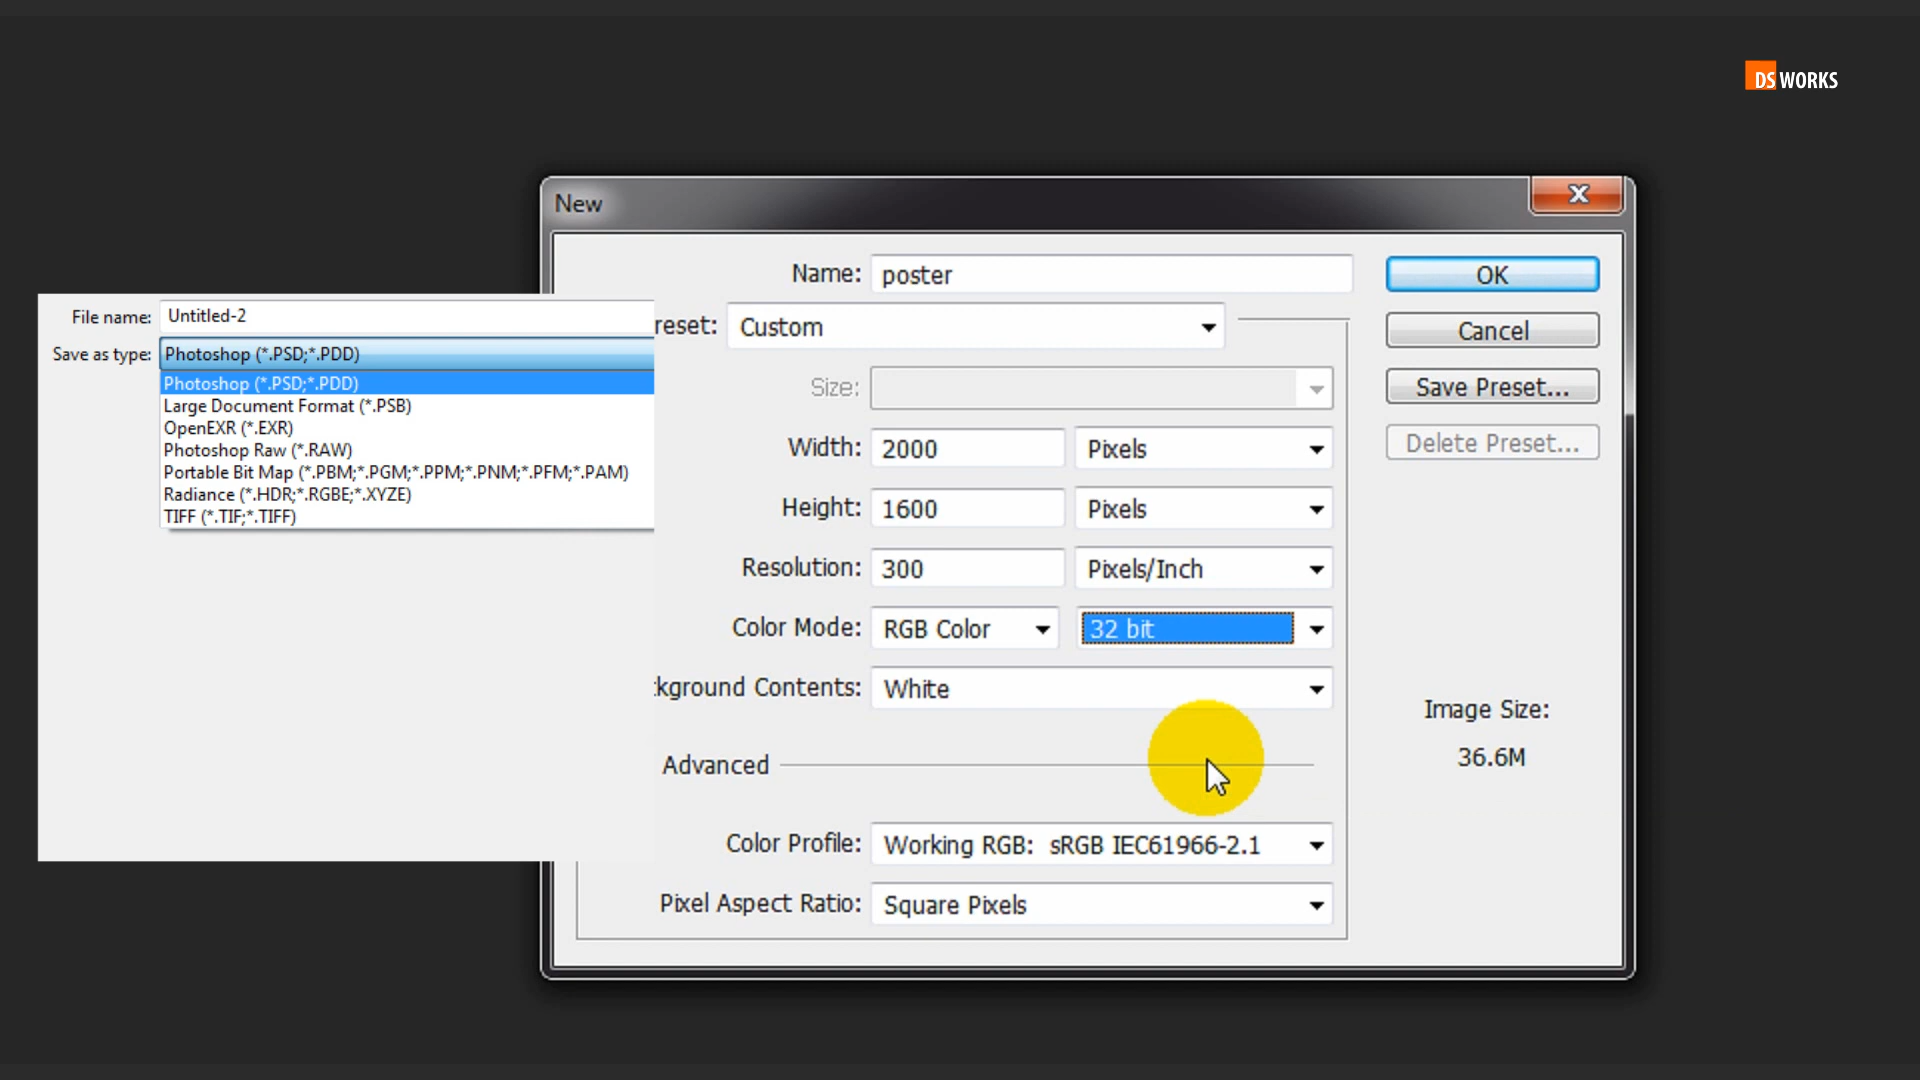 DS WORKS
New
Name: poster
OK
reset: Custom
Cancel
Size:
Save Preset...
Width: 2000 Pixels
Delete Preset...
Height: 1600 Pixels
Resolution: 300 Pixels/Inch
Color Mode: RGB Color 32 bit
kground Contents: White
Image Size:
36.6M
Advanced
Color Profile: Working RGB: sRGB IEC61966-2.1
Pixel Aspect Ratio: Square Pixels
File name: Untitled-2
Save as type: Photoshop (*.PSD;*.PDD)
Photoshop (*.PSD;*.PDD)
Large Document Format (*.PSB)
OpenEXR (*.EXR)
Photoshop Raw (*.RAW)
Portable Bit Map (*.PBM;*.PGM;*.PPM;*.PNM;*.PFM;*.PAM)
Radiance (*.HDR;*.RGBE;*.XYZE)
TIFF (*.TIF;*.TIFF)